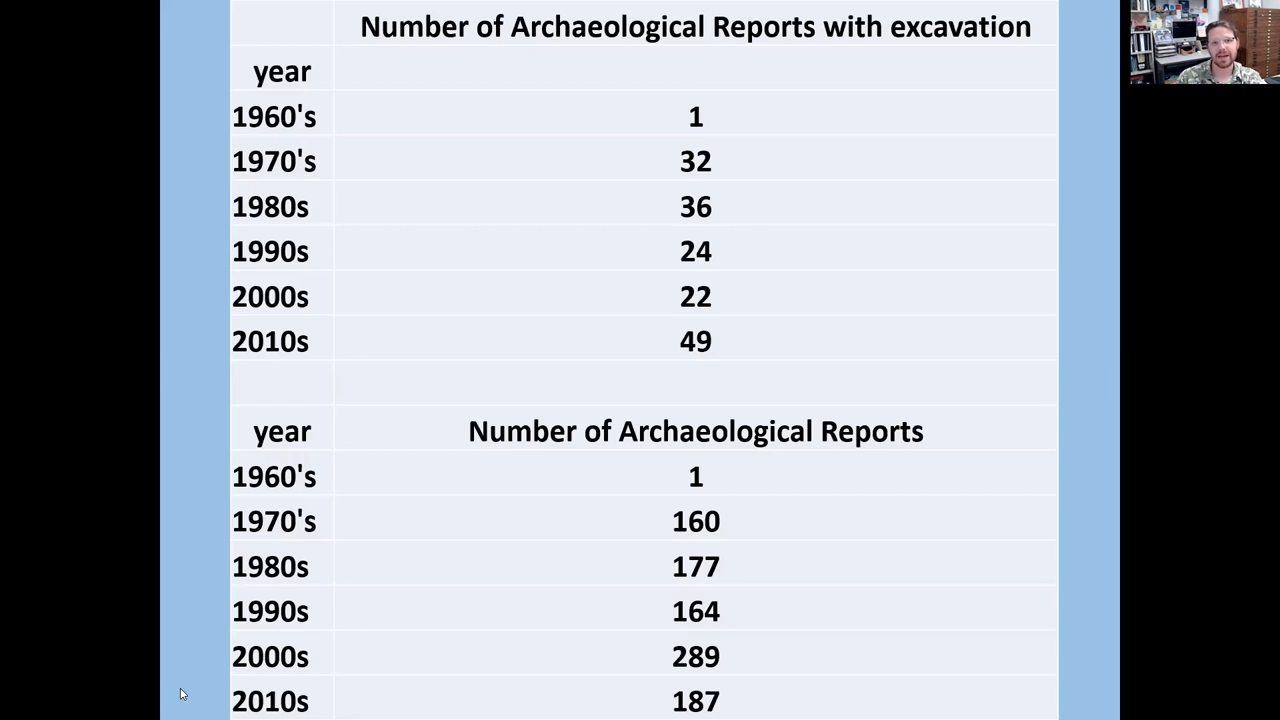 Number of Archaeological Reports with excavation
year
1960's 1
1970's 32
1980s 36
1990s 24
2000s 22
2010s 49
year Number of Archaeological Reports
1960's 1
1970's 160
1980s 177
1990s 164
2000s 289
2010s 187